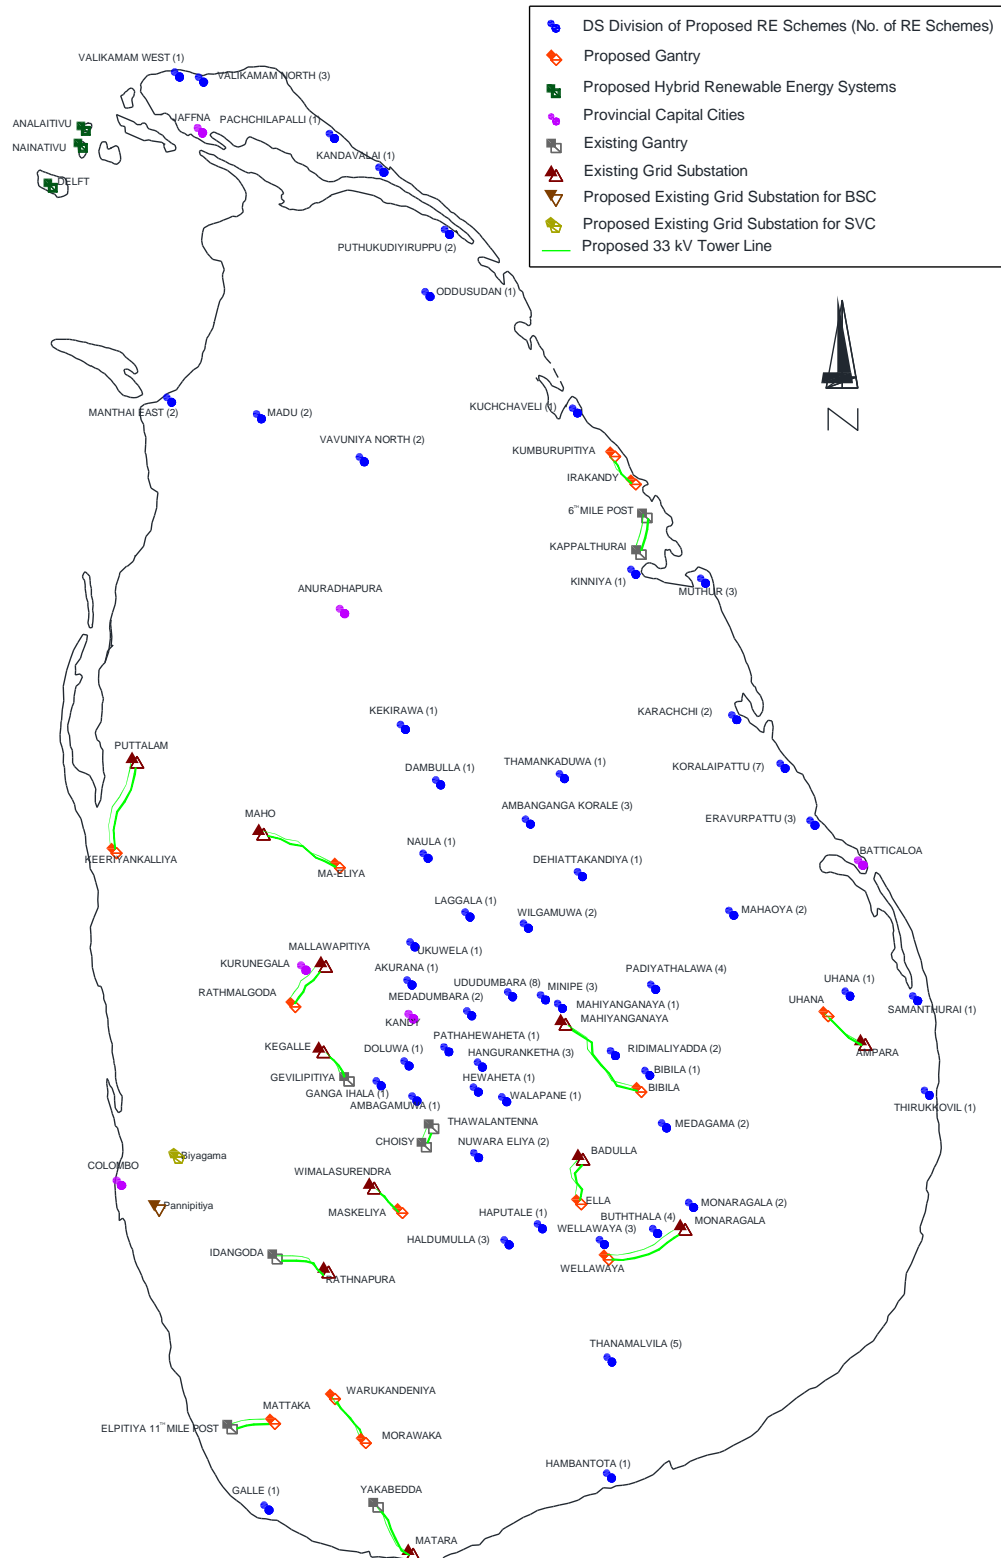 DS Division of Proposed RE Schemes (No. of RE Schemes)
Proposed Gantry
Proposed Hybrid Renewable Energy Systems
Provincial Capital Cities
Existing Gantry
Existing Grid Substation
Proposed Existing Grid Substation for BSC
Proposed Existing Grid Substation for SVC
Proposed 33 kV Tower Line
VALIKAMAM WEST (1)
VALIKAMAM NORTH (3)
ANALAITIVU
JAFFNA
PACHCHILAPALLI (1)
NAINATIVU
KANDAVALAI (1)
DELFT
PUTHUKUDIYIRUPPU (2)
ODDUSUDAN (1)
N
MANTHAI EAST (2)
MADU (2)
KUCHCHAVELI (1)
VAVUNIYA NORTH (2)
KUMBURUPITIYA
IRAKANDY
6TH MILE POST
KAPPALTHURAI
KINNIYA (1)
MUTHUR (3)
ANURADHAPURA
KEKIRAWA (1)
KARACHCHI (2)
PUTTALAM
DAMBULLA (1)
THAMANKADUWA (1)
KORALAIPATTU (7)
MAHO
AMBANGANGA KORALE (3)
ERAVURPATTU (3)
KEERIYANKALLIYA
MA-ELIYA
NAULA (1)
DEHIATTAKANDIYA (1)
BATTICALOA
LAGGALA (1)
WILGAMUWA (2)
MAHAOYA (2)
MALLAWAPITIYA
UKUWELA (1)
KURUNEGALA
AKURANA (1)
UDUDUMBARA (8)
MINIPE (3)
PADIYATHALAWA (4)
UHANA (1)
RATHMALGODA
MEDADUMBARA (2)
MAHIYANGANAYA (1)
UHANA
SAMANTHURAI (1)
KANDY
MAHIYANGANAYA
KEGALLE
PATHAHEWAHETA (1)
DOLUWA (1)
HANGURANKETHA (3)
RIDIMALIYADDA (2)
AMPARA
GEVILIPITIYA
HEWAHETA (1)
BIBILA (1)
GANGA IHALA (1)
WALAPANE (1)
BIBILA
AMBAGAMUWA (1)
THIRUKKOVIL (1)
THAWALANTENNA
MEDAGAMA (2)
CHOISY
NUWARA ELIYA (2)
BADULLA
Biyagama
COLOMBO
WIMALASURENDRA
Pannipitiya
MASKELIYA
ELLA
MONARAGALA (2)
HAPUTALE (1)
BUTHTHALA (4)
MONARAGALA
HALDUMULLA (3)
WELLAWAYA (3)
IDANGODA
WELLAWAYA
RATHNAPURA
THANAMALVILA (5)
WARUKANDENIYA
MATTAKA
ELPITIYA 11TH MILE POST
MORAWAKA
HAMBANTOTA (1)
GALLE (1)
YAKABEDDA
MATARA